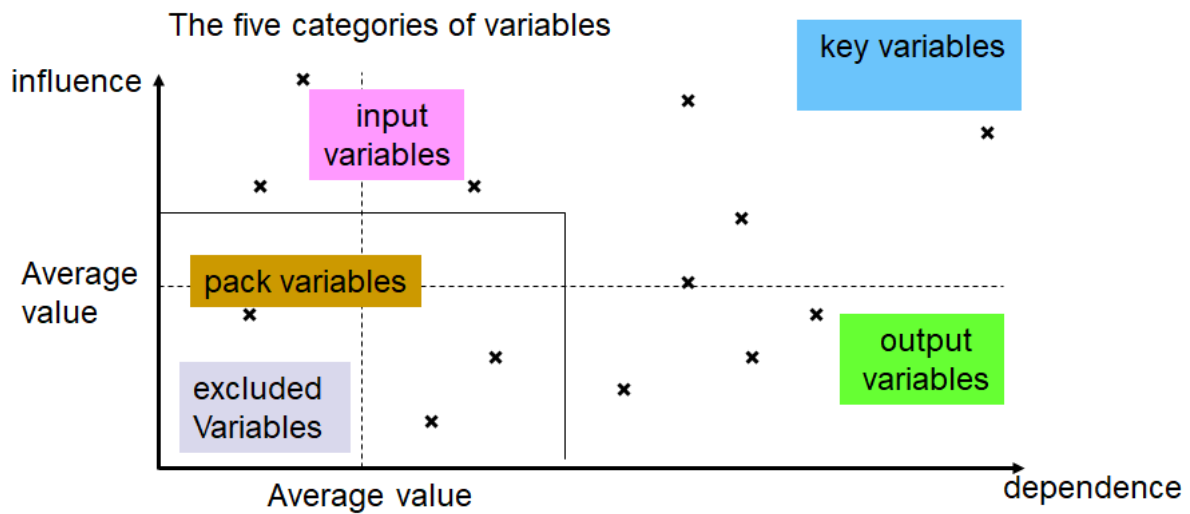 The five categories of variables
key variables
influence
input
variables
Average
value
pack variables
output
variables
excluded
Variables
Average value
dependence